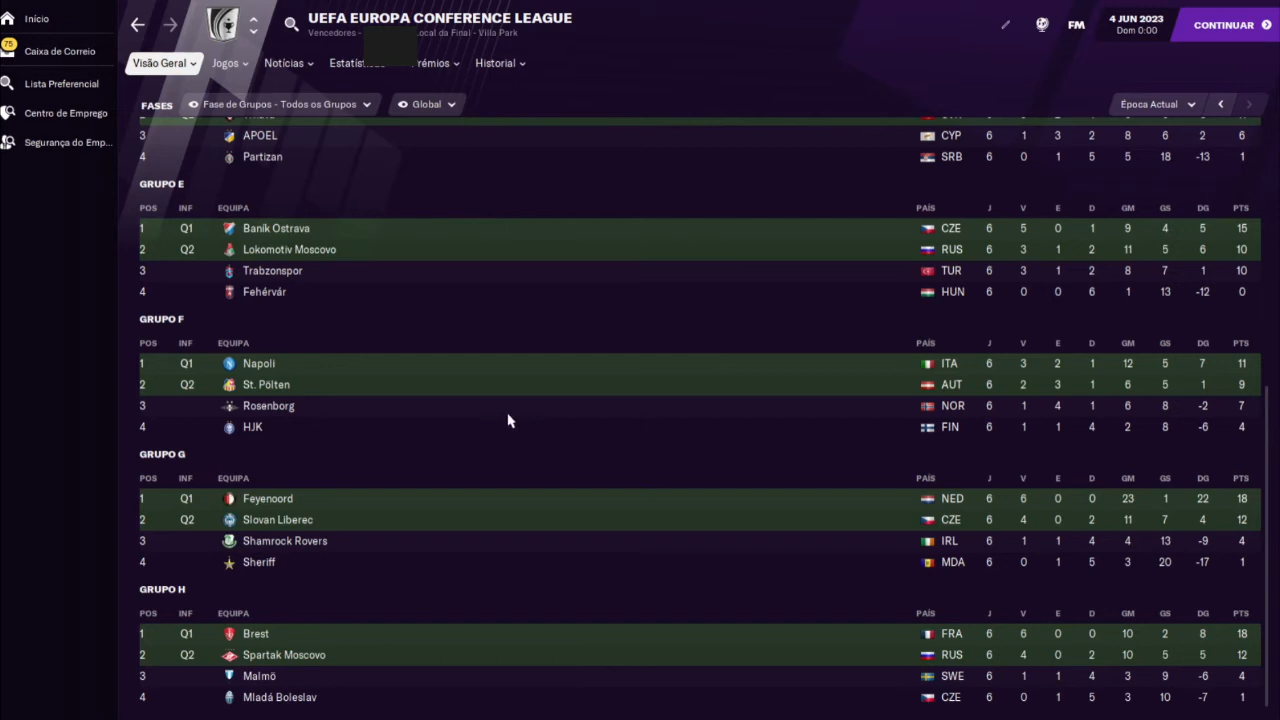 Início
75
Caixa de Correio
Lista Preferencial
Centro de Emprego
Segurança do Emp...
UEFA EUROPA CONFERENCE LEAGUE
Vencedores - ocal da Final - Villa Park
FM
4 JUN 2023
Dom 0:00
CONTINUAR
Visão Geral Jogos Notícias Historial
FASES Fase de Grupos - Todos os Grupos Global Época Actual
3 APOEL CYP 6 1 3 2 8 6 2 6
4 Partizan SRB 6 0 1 5 5 18 -13 1
GRUPO E
POS INF EQUIPA PAÍS J V E D GM GS DG PTS
1 Q1 Baník Ostrava CZE 6 5 0 1 9 4 5 15
2 Q2 Lokomotiv Moscovo RUS 6 3 1 2 11 5 6 10
3 Trabzonspor TUR 6 3 1 2 8 7 1 10
4 Fehérvár HUN 6 0 0 6 1 13 -12 0
GRUPO F
POS INF EQUIPA PAÍS J V E D GM GS DG PTS
1 Q1 Napoli ITA 6 3 2 1 12 5 7 11
2 Q2 St. Pölten AUT 6 2 3 1 6 5 1 9
3 Rosenborg NOR 6 1 4 1 6 8 -2 7
4 HJK FIN 6 1 1 4 2 8 -6 4
GRUPO G
POS INF EQUIPA PAÍS J V E D GM GS DG PTS
1 Q1 Feyenoord NED 6 6 0 0 23 1 22 18
2 Q2 Slovan Liberec CZE 6 4 0 2 11 7 4 12
3 Shamrock Rovers IRL 6 1 1 4 4 13 -9 4
4 Sheriff MDA 6 0 1 5 3 20 -17 1
GRUPO H
POS INF EQUIPA PAÍS J V E D GM GS DG PTS
1 Q1 Brest FRA 6 6 0 0 10 2 8 18
2 Q2 Spartak Moscovo RUS 6 4 0 2 10 5 5 12
3 Malmö SWE 6 1 1 4 3 9 -6 4
4 Mladá Boleslav CZE 6 0 1 5 3 10 -7 1